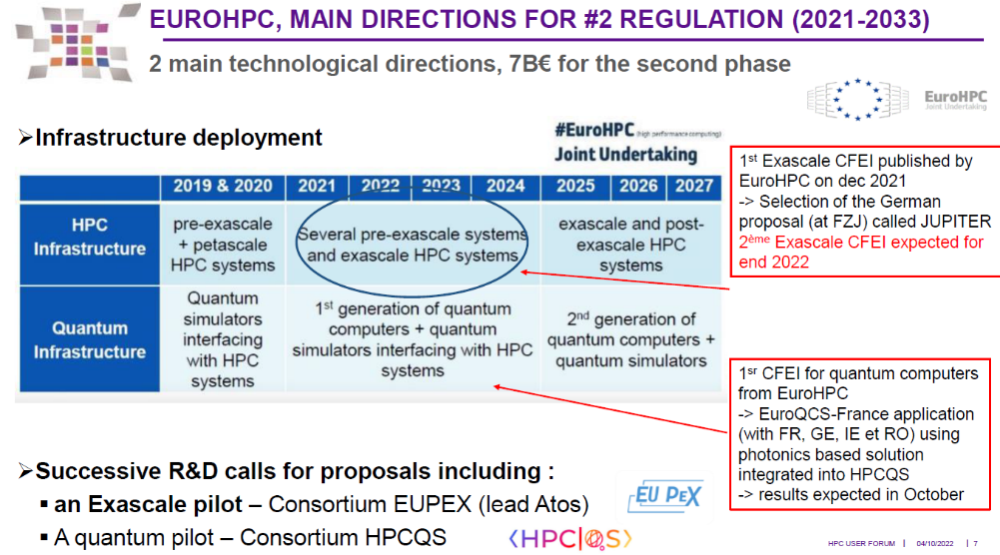 EUROHPC, MAIN DIRECTIONS FOR #2 REGULATION (2021-2033)
2 main technological directions, 7B€ for the second phase
EuroHPC
Joint Undertaking
➢Infrastructure deployment
#EuroHPC (high performance computing)
Joint Undertaking
2019 & 2020 2021 2022 2023 2024 2025 2026 2027
HPC
Infrastructure
pre-exascale
+ petascale
HPC systems
Several pre-exascale systems
and exascale HPC systems
exascale and post-
exascale HPC
systems
Quantum
Infrastructure
Quantum
simulators
interfacing
with HPC
systems
1st generation of quantum
computers + quantum
simulators interfacing with HPC
systems
2nd generation of
quantum computers +
quantum simulators
1st Exascale CFEI published by
EuroHPC on dec 2021
-> Selection of the German
proposal (at FZJ) called JUPITER
2ème Exascale CFEI expected for
end 2022
1sr CFEI for quantum computers
from EuroHPC
-> EuroQCS-France application
(with FR, GE, IE et RO) using
photonics based solution
integrated into HPCQS
-> results expected in October
➢Successive R&D calls for proposals including :
▪ an Exascale pilot – Consortium EUPEX (lead Atos)
EU PEX
▪ A quantum pilot – Consortium HPCQS
<HPC|QS>
HPC USER FORUM | 04/10/2022 | 7